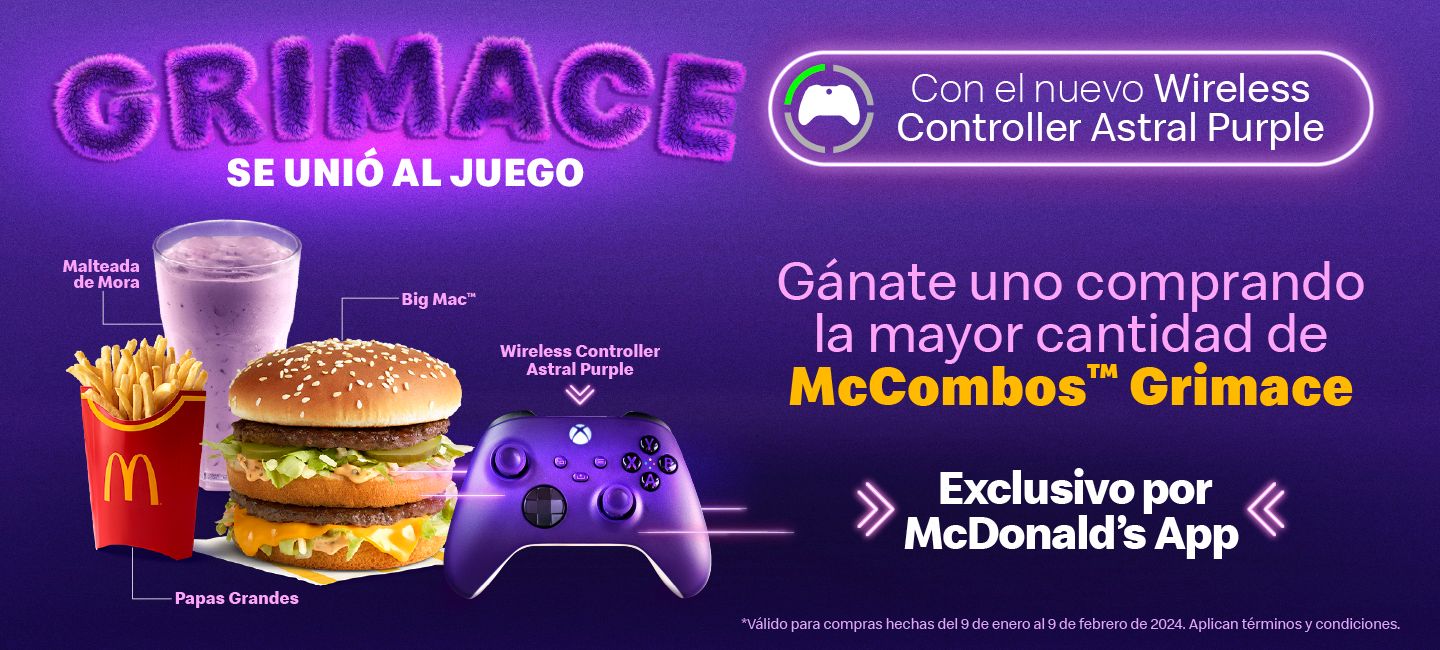 GRIMACE
SE UNIÓ AL JUEGO
Con el nuevo Wireless
Controller Astral Purple
Malteada
de Mora
Big Mac™
Wireless Controller
Astral Purple
Papas Grandes
Gánate uno comprando
la mayor cantidad de
McCombos™ Grimace
Exclusivo por
McDonald’s App
Y
X
B
A
*Válido para compras hechas del 9 de enero al 9 de febrero de 2024. Aplican términos y condiciones.